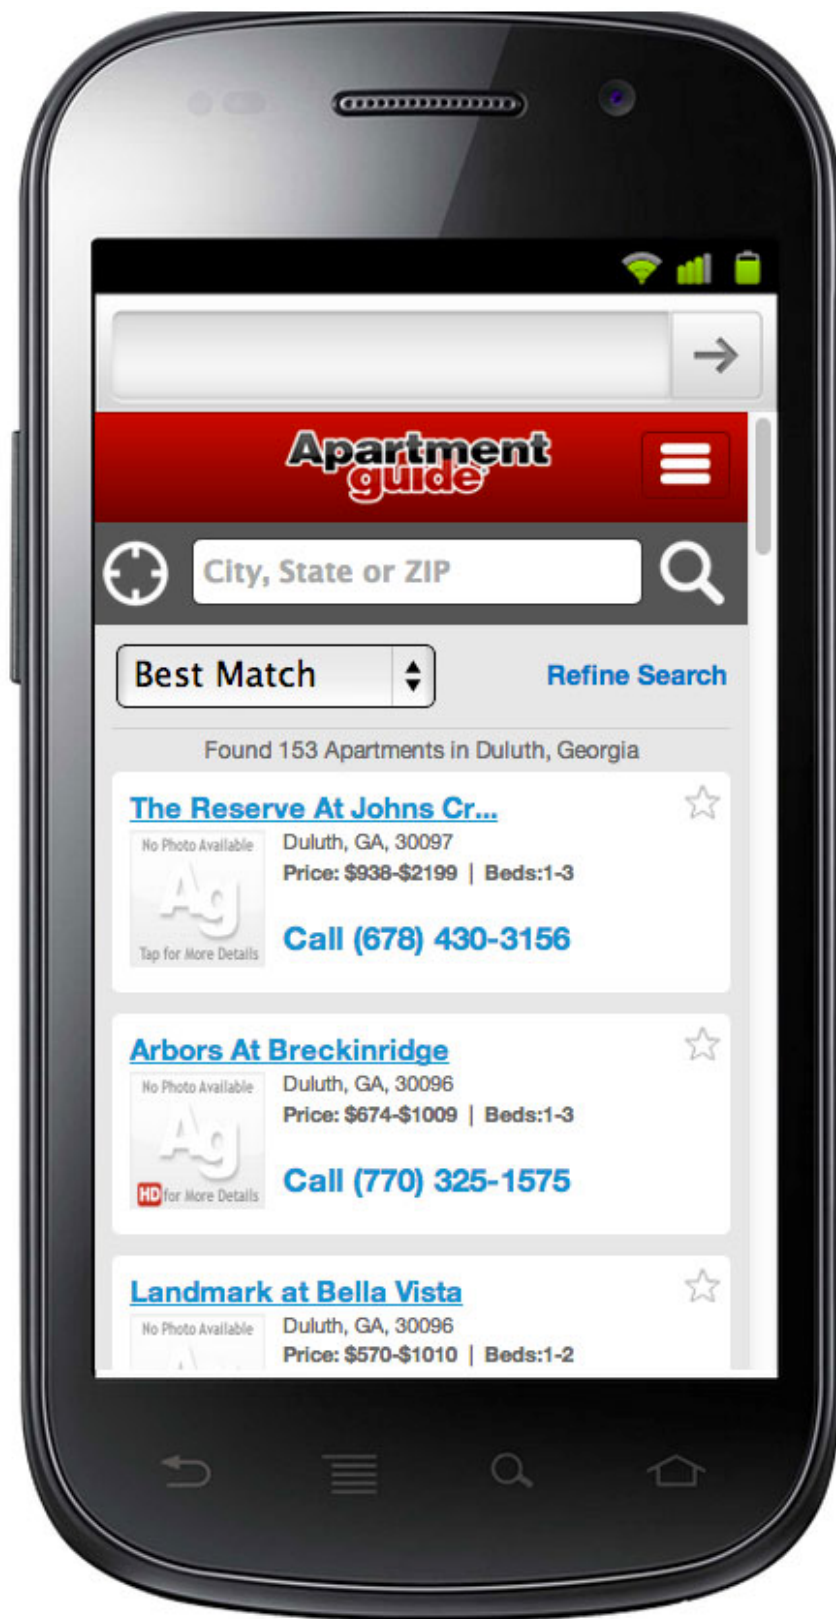 Apartment
guide
City, State or ZIP
Best Match
Refine Search
Found 153 Apartments in Duluth, Georgia
The Reserve At Johns Cr...
No Photo Available
Ag
Tap for More Details
Duluth, GA, 30097
Price: $938-$2199 | Beds:1-3
Call (678) 430-3156
Arbors At Breckinridge
No Photo Available
Ag
HD for More Details
Duluth, GA, 30096
Price: $674-$1009 | Beds:1-3
Call (770) 325-1575
Landmark at Bella Vista
No Photo Available
Duluth, GA, 30096
Price: $570-$1010 | Beds:1-2